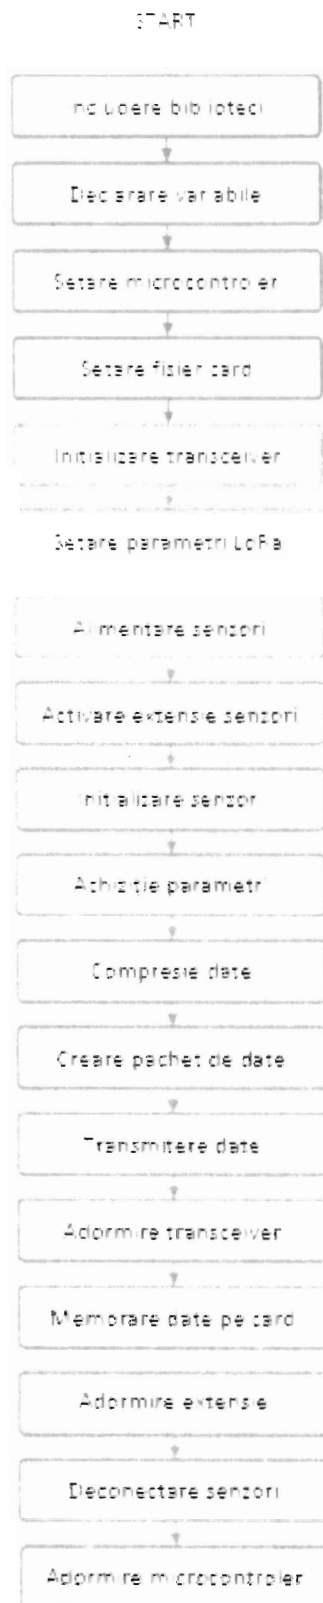 START
Includere biblioteci
Declarare variabile
Setare microcontroler
Setare fisier card
Initializare transceiver
Setare parametri LoRa
Alimentare senzori
Activare extensie senzori
Initializare senzori
Achiziție parametri
Compresie date
Creare pachet de date
Transmitere date
Adormire transceiver
Memorare date pe card
Adormire extensie
Deconectare senzori
Adormire microcontroler